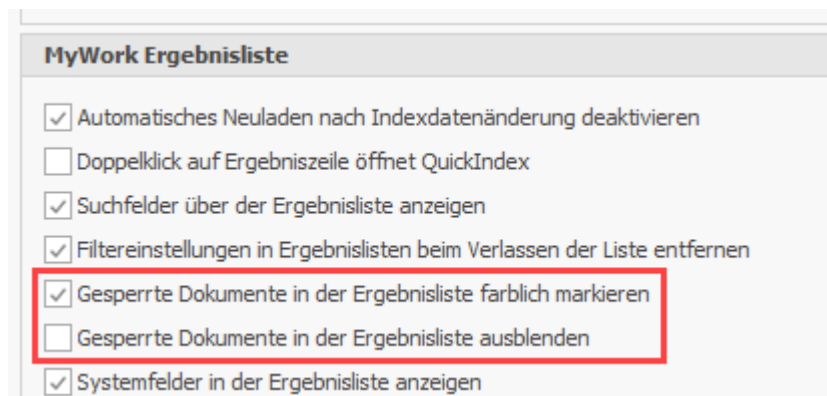 MyWork Ergebnisliste
Automatisches Neuladen nach Indexdatenänderung deaktivieren
Doppelklick auf Ergebniszeile öffnet QuickIndex
Suchfelder über der Ergebnisliste anzeigen
Filtereinstellungen in Ergebnislisten beim Verlassen der Liste entfernen
Gesperrte Dokumente in der Ergebnisliste farblich markieren
Gesperrte Dokumente in der Ergebnisliste ausblenden
Systemfelder in der Ergebnisliste anzeigen